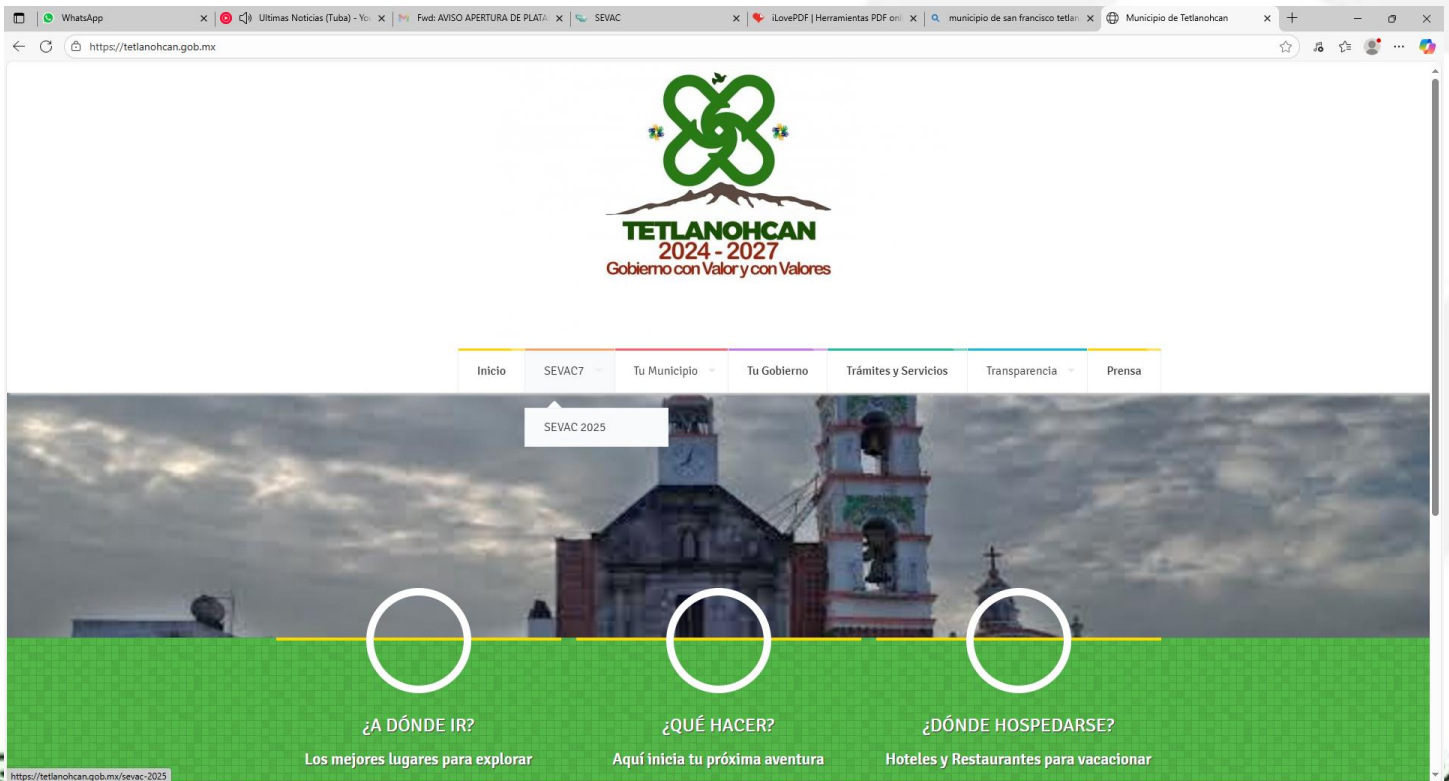 WhatsApp
Ultimas Noticias (Tuba) - Yo
Fwd: AVISO APERTURA DE PLATA
SEVAC
iLovePDF | Herramientas PDF onl
municipio de san francisco tetlan
Municipio de Tetlanohcan
https://tetlanohcan.gob.mx
TETLANOHCAN
2024 - 2027
Gobierno con Valor y con Valores
Inicio
SEVAC7
Tu Municipio
Tu Gobierno
Trámites y Servicios
Transparencia
Prensa
SEVAC 2025
¿A DÓNDE IR?
Los mejores lugares para explorar
¿QUÉ HACER?
Aquí inicia tu próxima aventura
¿DÓNDE HOSPEDARSE?
Hoteles y Restaurantes para vacacionar
https://tetlanohcan.gob.mx/sevac-2025